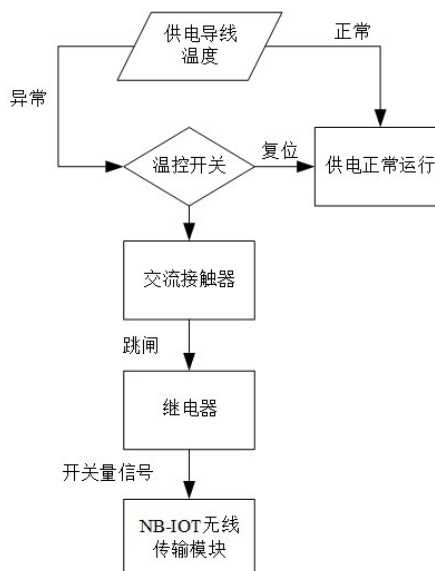 供电导线
温度
正常
异常
温控开关
复位
供电正常运行
交流接触器
跳闸
继电器
开关量信号
NB-IOT无线
传输模块